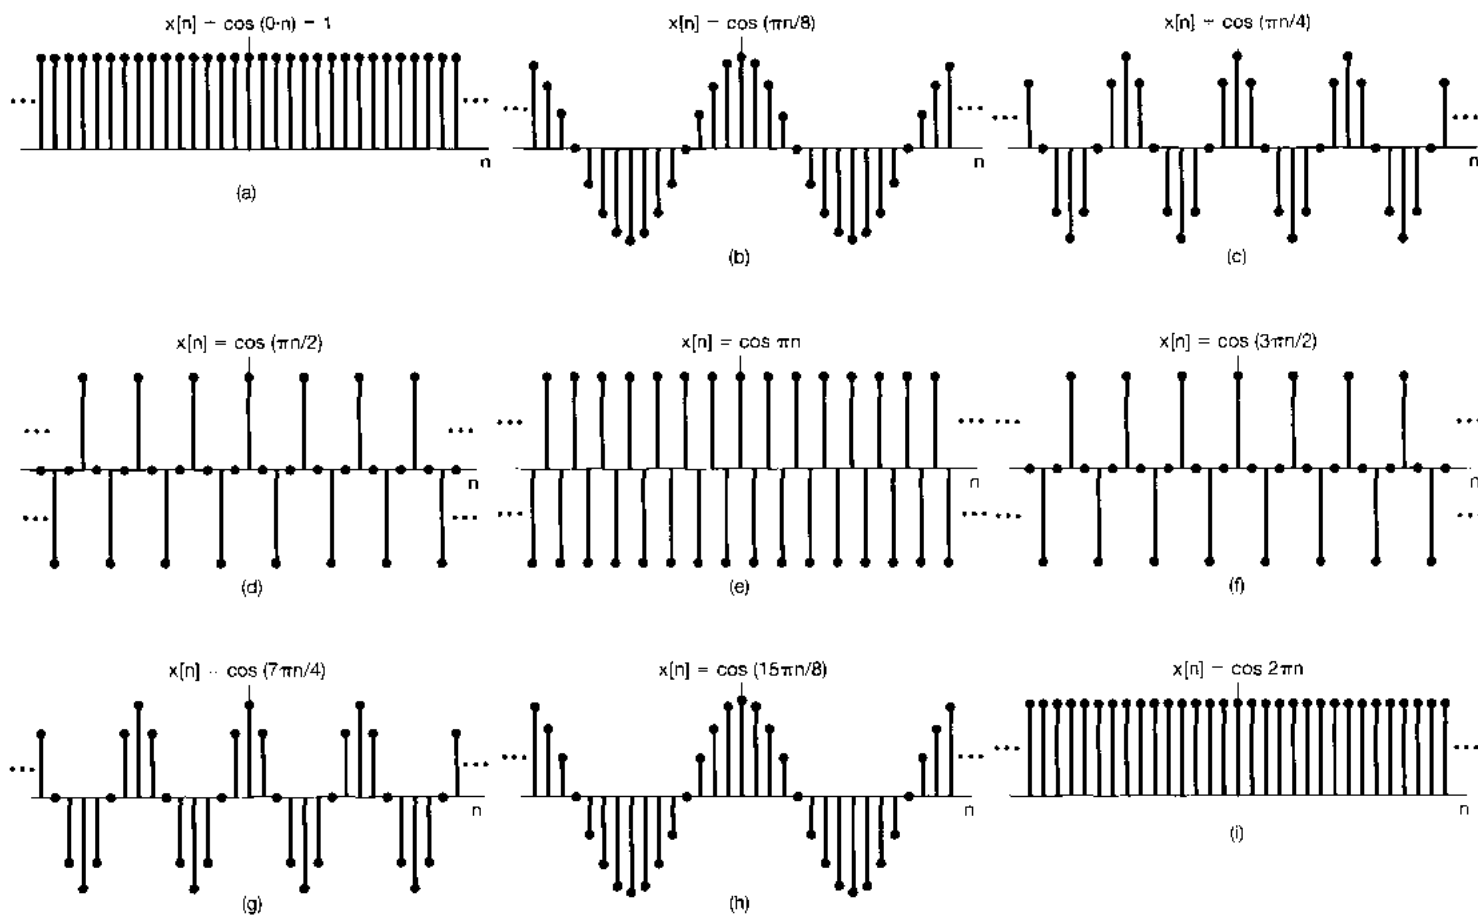 x[n] = cos (0·n) = 1
x[n] = cos (πn/8)
x[n] = cos (πn/4)
n
n
n
(a)
(b)
(c)
x[n] = cos (πn/2)
x[n] = cos πn
x[n] = cos (3πn/2)
n
n
n
(d)
(e)
(f)
x[n] = cos (7πn/4)
x[n] = cos (15πn/8)
x[n] = cos 2πn
n
n
n
(g)
(h)
(i)